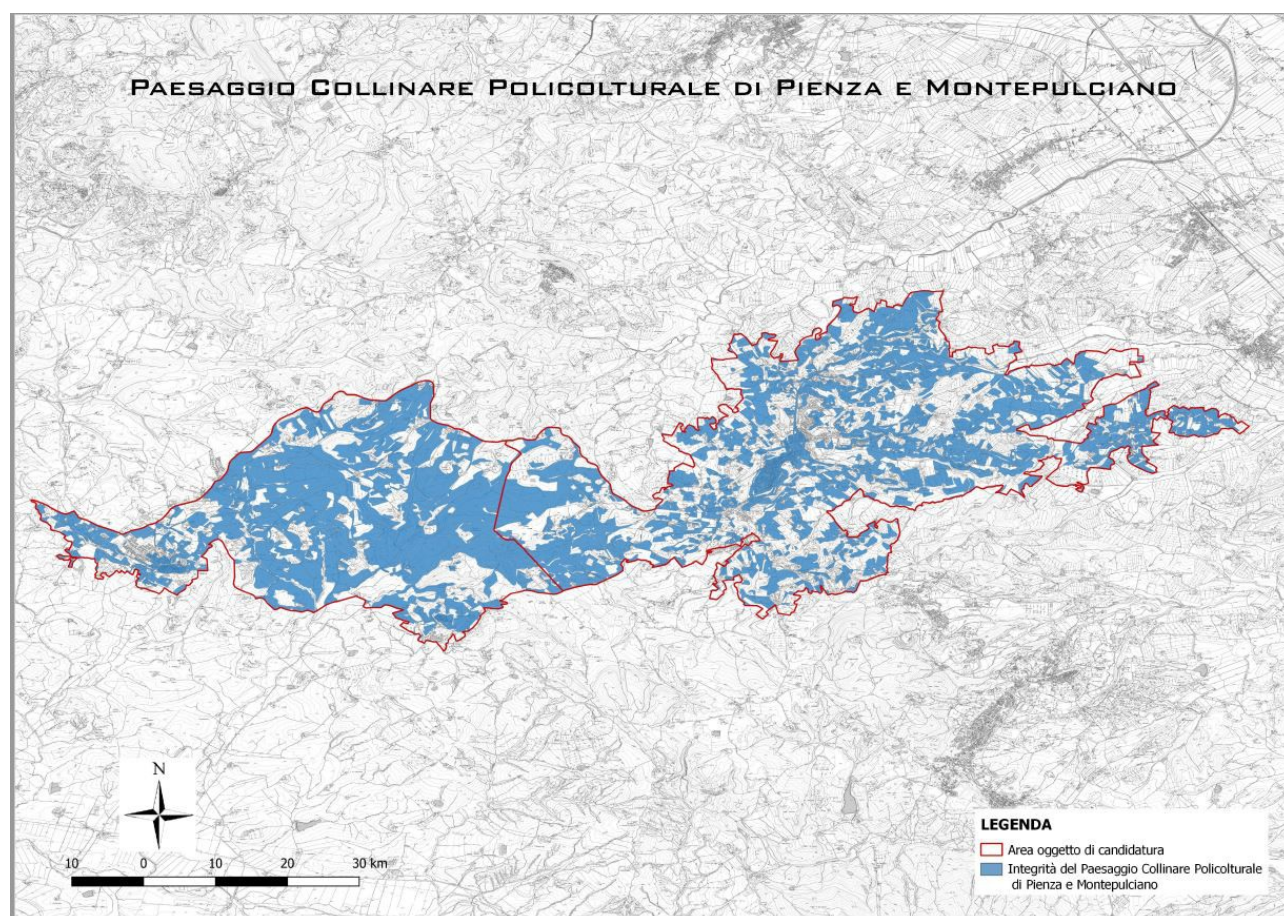 PAESAGGIO COLLINARE POLICOLTURALE DI PIENZA E MONTEPULCIANO
N
10 0 10 20 30 km
LEGENDA
Area oggetto di candidatura
Integrità del Paesaggio Collinare Policolturale
di Pienza e Montepulciano